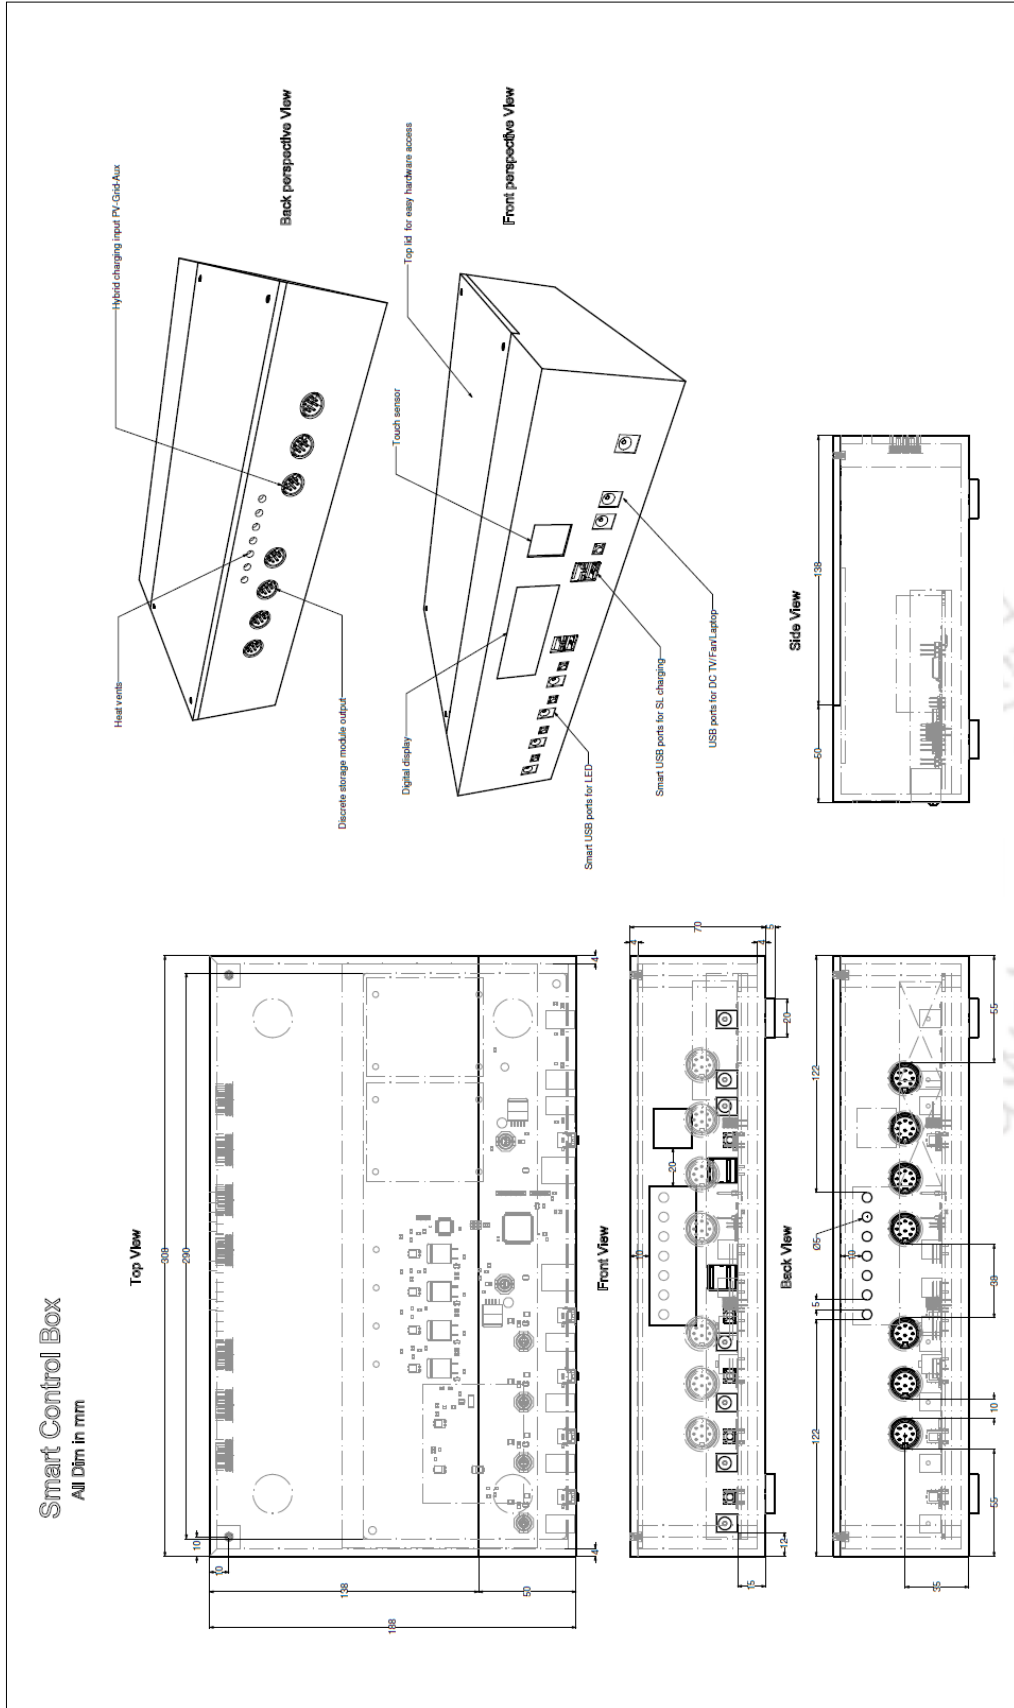 Smart Control Box
All Dim in mm
Top View
308
290
10
10
138
50
188
4
4
Front View
70
4
4
5
20
20
10
15
12
Back View
122
55
Ø5
10
5
38
122
10
55
35
Side View
138
50
Back perspective View
Hybrid charging input PV-Grid-Aux
Heat vents
Discrete storage module output
Front perspective View
Top lid for easy hardware access
Touch sensor
Digital display
Smart USB ports for LED
Smart USB ports for SL charging
USB ports for DC TV/Fan/Laptop